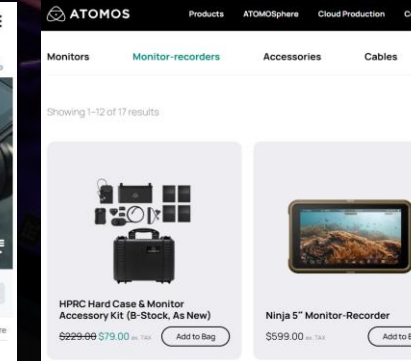 ATOMOS
Products ATOMOSphere Cloud Production
Monitors Monitor-recorders Accessories Cables
Showing 1–12 of 17 results
HPRC Hard Case & Monitor
Accessory Kit (B-Stock, As New)
$229.00 $79.00 ex. TAX Add to Bag
Ninja 5″ Monitor-Recorder
$599.00 ex. TAX Add to